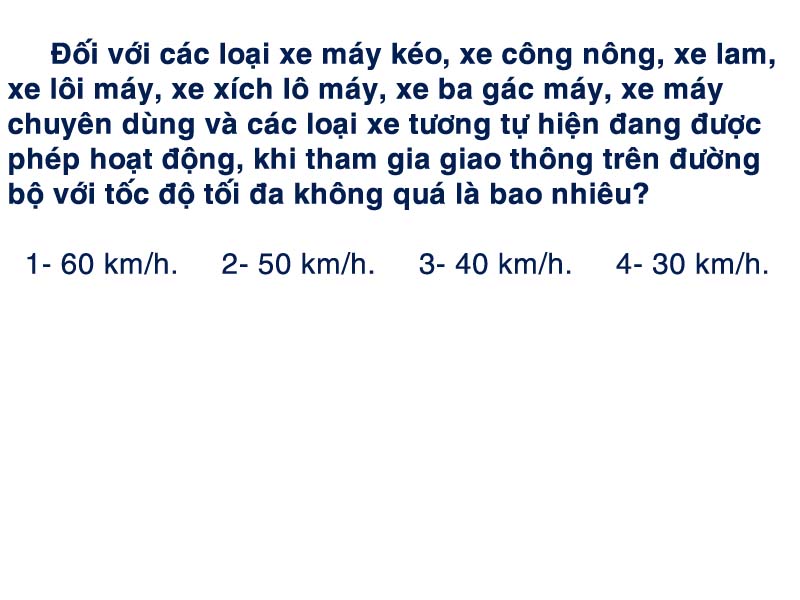 Đối với các loại xe máy kéo, xe công nông, xe lam,
xe lôi máy, xe xích lô máy, xe ba gác máy, xe máy
chuyên dùng và các loại xe tương tự hiện đang được
phép hoạt động, khi tham gia giao thông trên đường
bộ với tốc độ tối đa không quá là bao nhiêu?
1- 60 km/h. 2- 50 km/h. 3- 40 km/h. 4- 30 km/h.